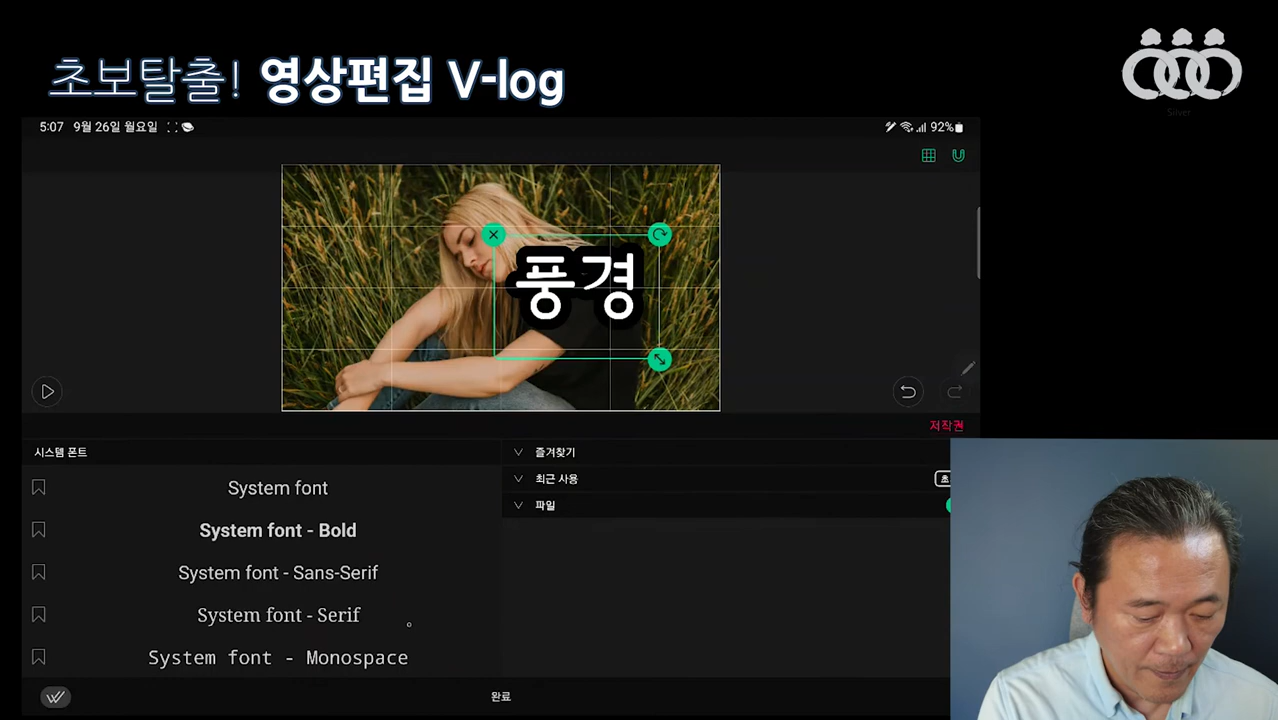 초보탈출! 영상편집 V-log
Silver
5:07 9월 26일 월요일
92%
풍경
저작권
시스템 폰트
즐겨찾기
System font
최근 사용
초
파일
System font - Bold
System font - Sans-Serif
System font - Serif
System font - Monospace
완료